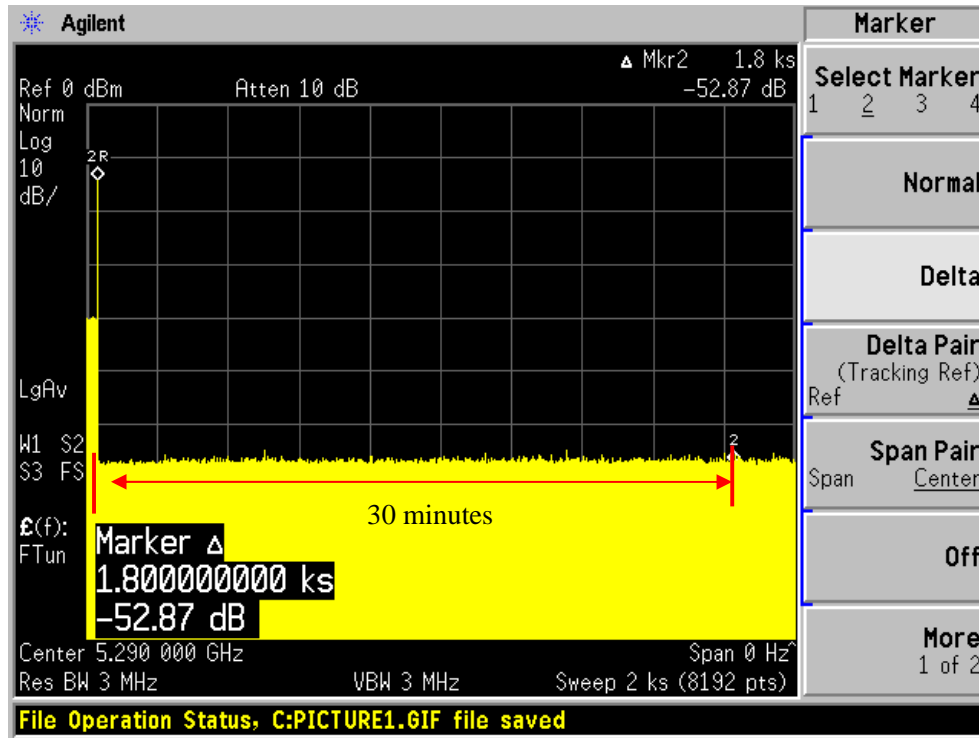 Agilent
Marker
Δ Mkr2 1.8 ks
Ref 0 dBm Atten 10 dB -52.87 dB
Norm
Log
10
dB/
2R
LgAv
W1 S2
S3 FS
2
30 minutes
£(f):
FTun
Marker Δ
1.800000000 ks
-52.87 dB
Center 5.290 000 GHz Span 0 Hz^
Res BW 3 MHz VBW 3 MHz Sweep 2 ks (8192 pts)
File Operation Status, C:PICTURE1.GIF file saved
Select Marker
1 2 3 4
Normal
Delta
Delta Pair
(Tracking Ref)
Ref Δ
Span Pair
Span Center
Off
More
1 of 2